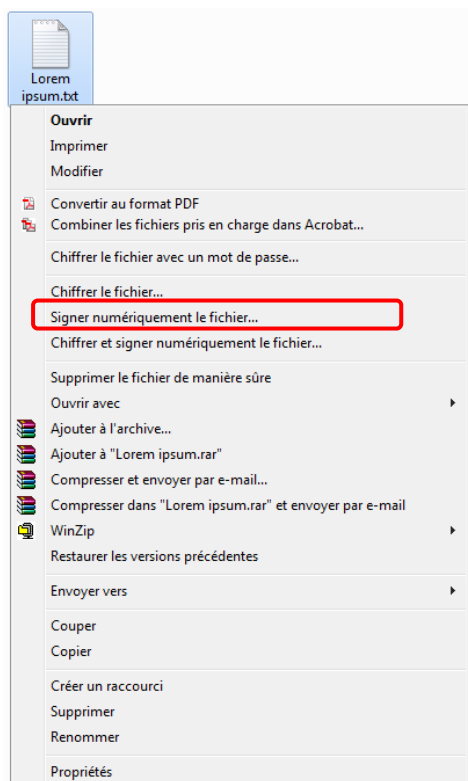 Lorem
ipsum.txt
Ouvrir
Imprimer
Modifier
Convertir au format PDF
Combiner les fichiers pris en charge dans Acrobat...
Chiffrer le fichier avec un mot de passe...
Chiffrer le fichier...
Signer numériquement le fichier...
Chiffrer et signer numériquement le fichier...
Supprimer le fichier de manière sûre
Ouvrir avec
Ajouter à l'archive...
Ajouter à "Lorem ipsum.rar"
Compresser et envoyer par e-mail...
Compresser dans "Lorem ipsum.rar" et envoyer par e-mail
WinZip
Restaurer les versions précédentes
Envoyer vers
Couper
Copier
Créer un raccourci
Supprimer
Renommer
Propriétés